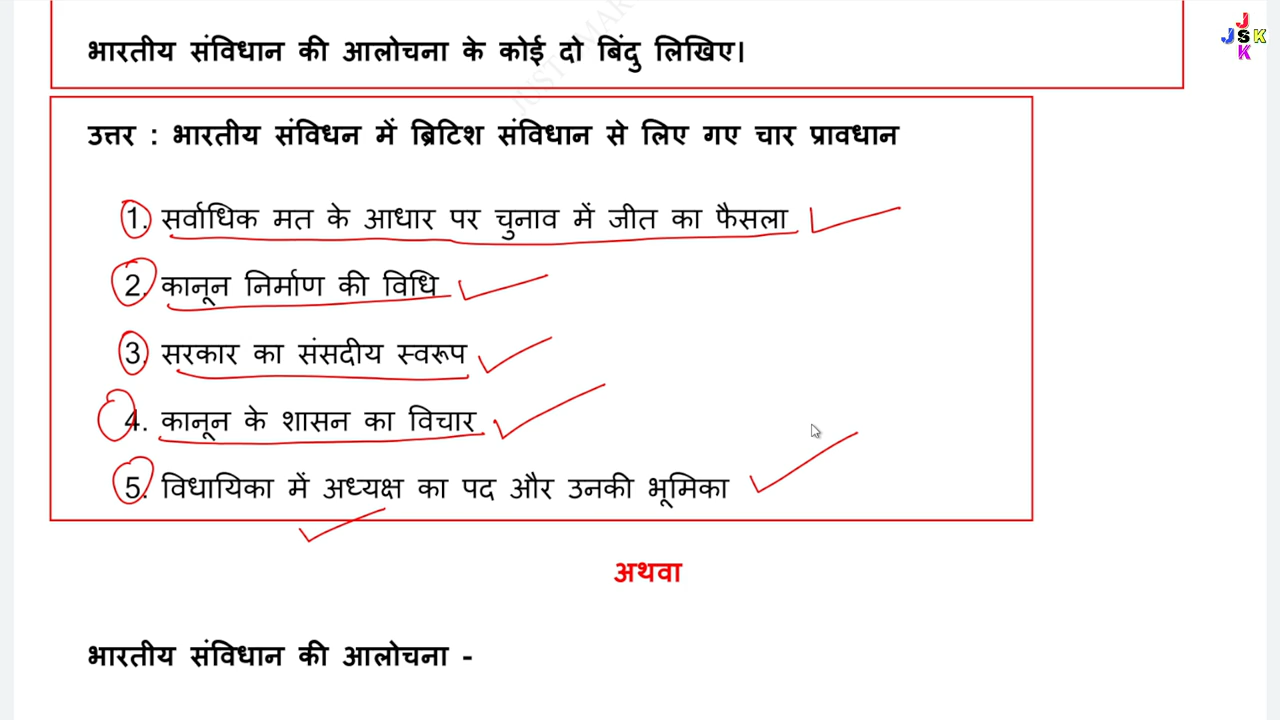 भारतीय संविधान की आलोचना के कोई दो बिंदु लिखिए।
J
JSK
K
उत्तर : भारतीय संविधन में ब्रिटिश संविधान से लिए गए चार प्रावधान
1. सर्वाधिक मत के आधार पर चुनाव में जीत का फैसला
2. कानून निर्माण की विधि
3. सरकार का संसदीय स्वरूप
4. कानून के शासन का विचार
5. विधायिका में अध्यक्ष का पद और उनकी भूमिका
अथवा
भारतीय संविधान की आलोचना -